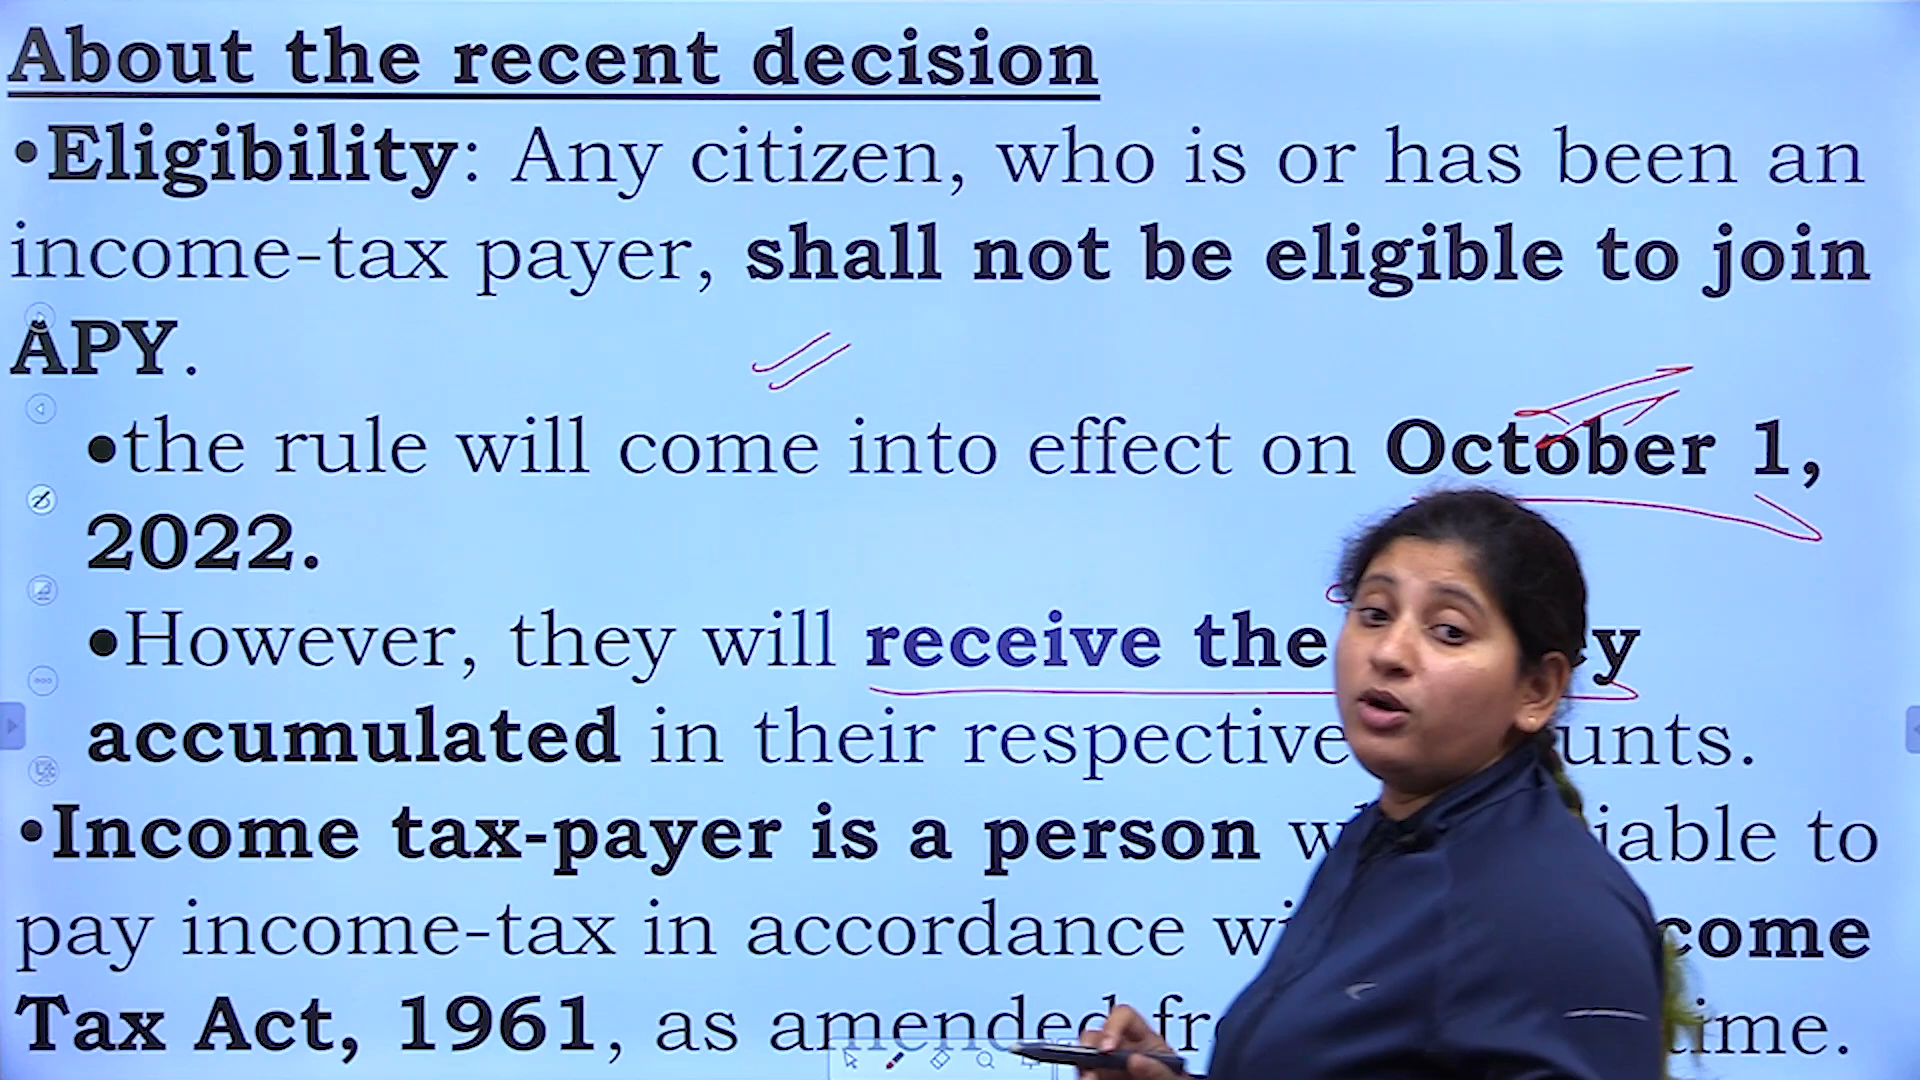 About the recent decision
•Eligibility: Any citizen, who is or has been an
income-tax payer, shall not be eligible to join
APY.
•the rule will come into effect on October 1,
2022.
•However, they will receive the
accumulated in their respective
•Income tax-payer is a person to
pay income-tax in accordance
Tax Act, 1961, as amended